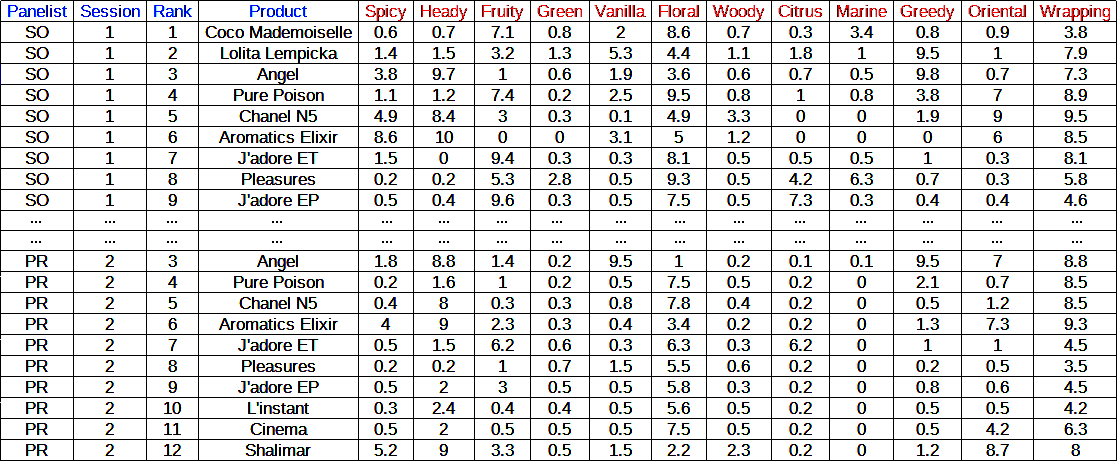 Panelist Session Rank Product Spicy Heady Fruity Green Vanilla Floral Woody Citrus Marine Greedy Oriental Wrapping
SO 1 1 Coco Mademoiselle 0.6 0.7 7.1 0.8 2 8.6 0.7 0.3 3.4 0.8 0.9 3.8
SO 1 2 Lolita Lempicka 1.4 1.5 3.2 1.3 5.3 4.4 1.1 1.8 1 9.5 1 7.9
SO 1 3 Angel 3.8 9.7 1 0.6 1.9 3.6 0.6 0.7 0.5 9.8 0.7 7.3
SO 1 4 Pure Poison 1.1 1.2 7.4 0.2 2.5 9.5 0.8 1 0.8 3.8 7 8.9
SO 1 5 Chanel N5 4.9 8.4 3 0.3 0.1 4.9 3.3 0 0 1.9 9 9.5
SO 1 6 Aromatics Elixir 8.6 10 0 0 3.1 5 1.2 0 0 0 6 8.5
SO 1 7 J'adore ET 1.5 0 9.4 0.3 0.3 8.1 0.5 0.5 0.5 1 0.3 8.1
SO 1 8 Pleasures 0.2 0.2 5.3 2.8 0.5 9.3 0.5 4.2 6.3 0.7 0.3 5.8
SO 1 9 J'adore EP 0.5 0.4 9.6 0.3 0.5 7.5 0.5 7.3 0.3 0.4 0.4 4.6
... ... ... ... ... ... ... ... ... ... ... ... ... ... ... ...
... ... ... ... ... ... ... ... ... ... ... ... ... ... ... ...
PR 2 3 Angel 1.8 8.8 1.4 0.2 9.5 1 0.2 0.1 0.1 9.5 7 8.8
PR 2 4 Pure Poison 0.2 1.6 1 0.2 0.5 7.5 0.5 0.2 0 2.1 0.7 8.5
PR 2 5 Chanel N5 0.4 8 0.3 0.3 0.8 7.8 0.4 0.2 0 0.5 1.2 8.5
PR 2 6 Aromatics Elixir 4 9 2.3 0.3 0.4 3.4 0.2 0.2 0 1.3 7.3 9.3
PR 2 7 J'adore ET 0.5 1.5 6.2 0.6 0.3 6.3 0.3 6.2 0 1 1 4.5
PR 2 8 Pleasures 0.2 0.2 1 0.7 1.5 5.5 0.6 0.2 0 0.2 0.5 3.5
PR 2 9 J'adore EP 0.5 2 3 0.5 0.5 5.8 0.3 0.2 0 0.8 0.6 4.5
PR 2 10 L'instant 0.3 2.4 0.4 0.4 0.5 5.6 0.5 0.2 0 0.5 0.5 4.2
PR 2 11 Cinema 0.5 2 0.5 0.5 0.5 7.5 0.5 0.2 0 0.5 4.2 6.3
PR 2 12 Shalimar 5.2 9 3.3 0.5 1.5 2.2 2.3 0.2 0 1.2 8.7 8